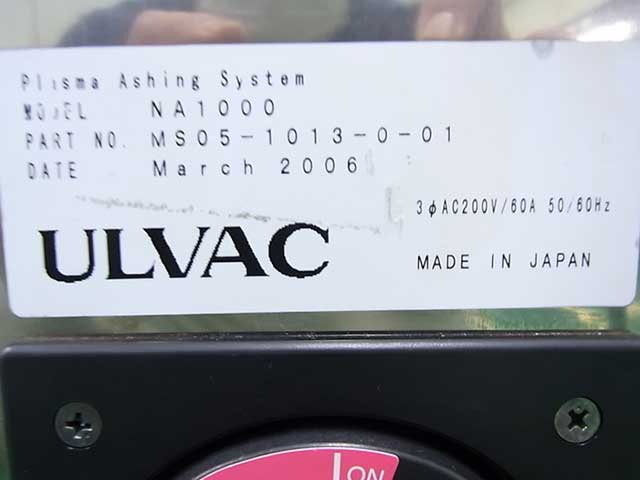 Plasma Ashing System
MODEL NA1000
PART NO. MS05-1013-0-01
DATE March 2006
3φAC200V/60A 50/60Hz
ULVAC
MADE IN JAPAN
ON